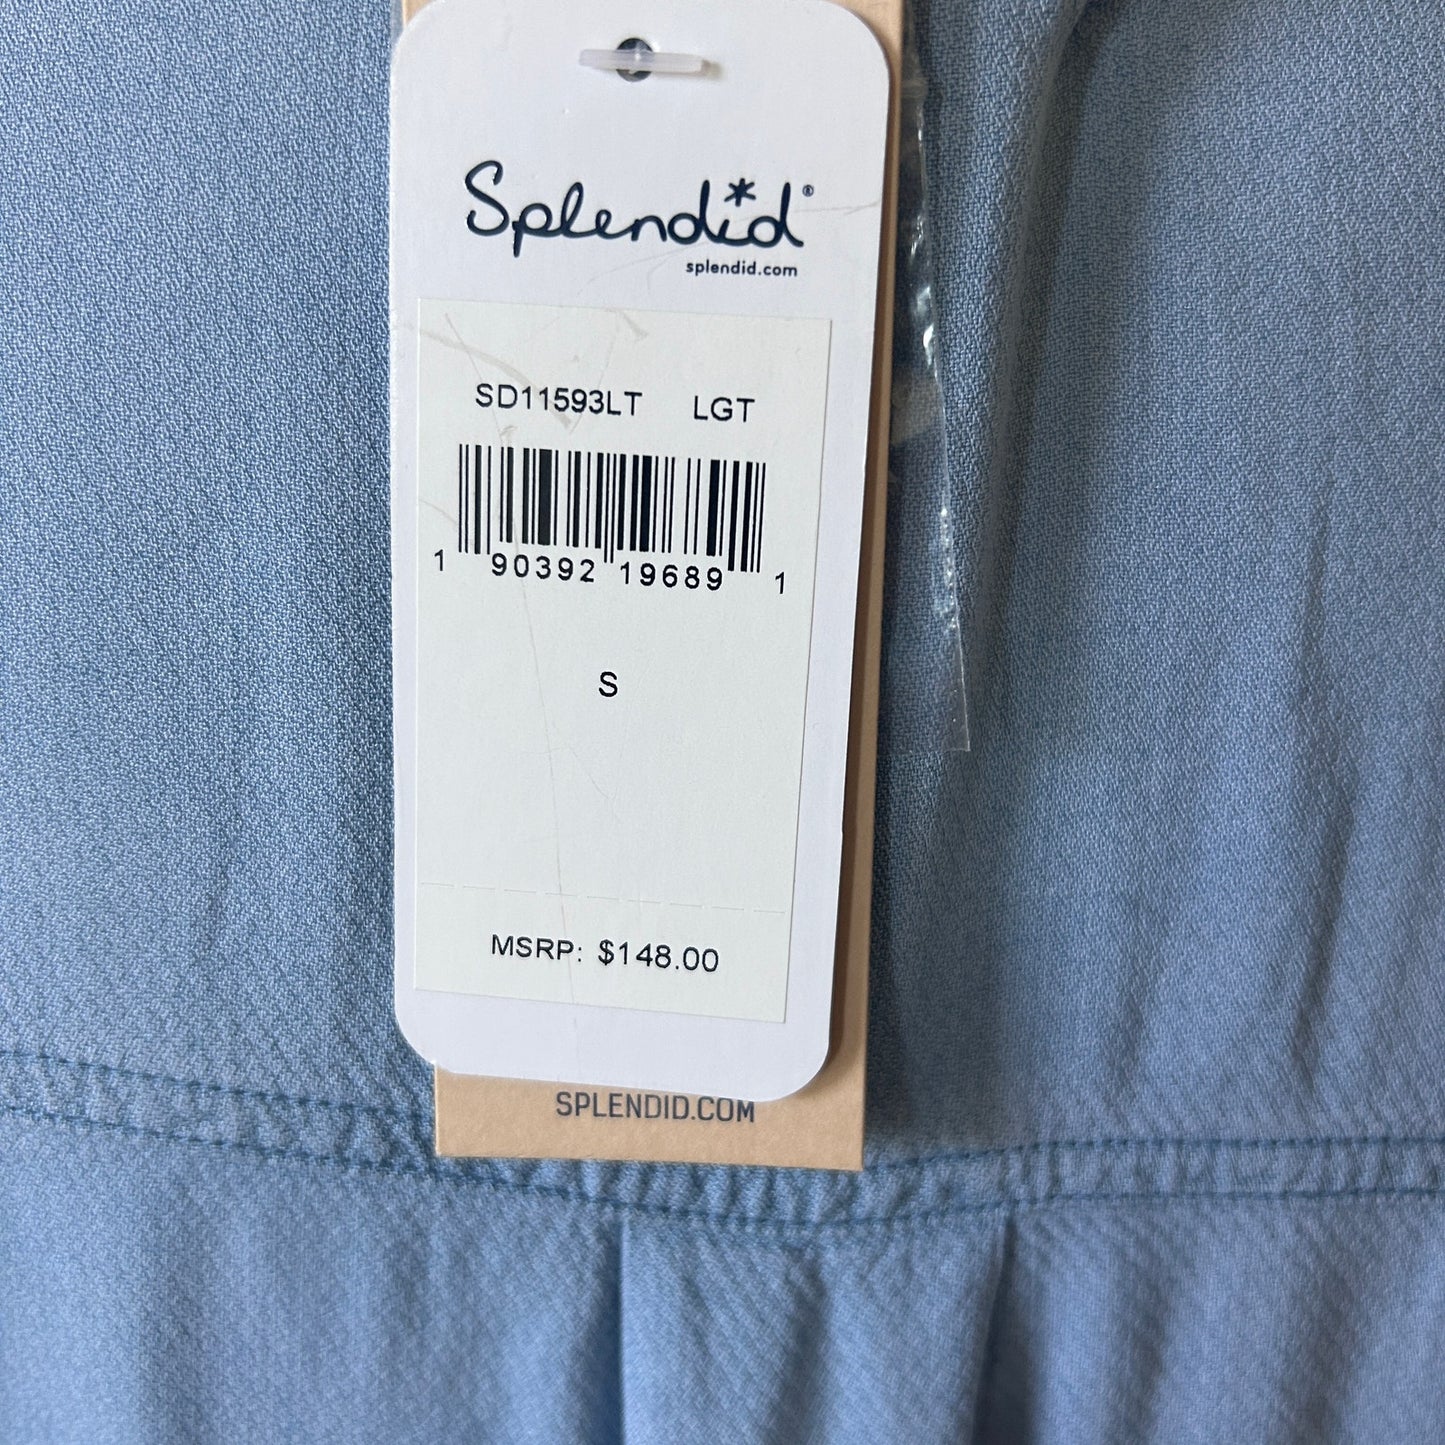 Splendid®
splendid.com
SD11593LT LGT
1 90392 19689 1
S
MSRP: $148.00
SPLENDID.COM